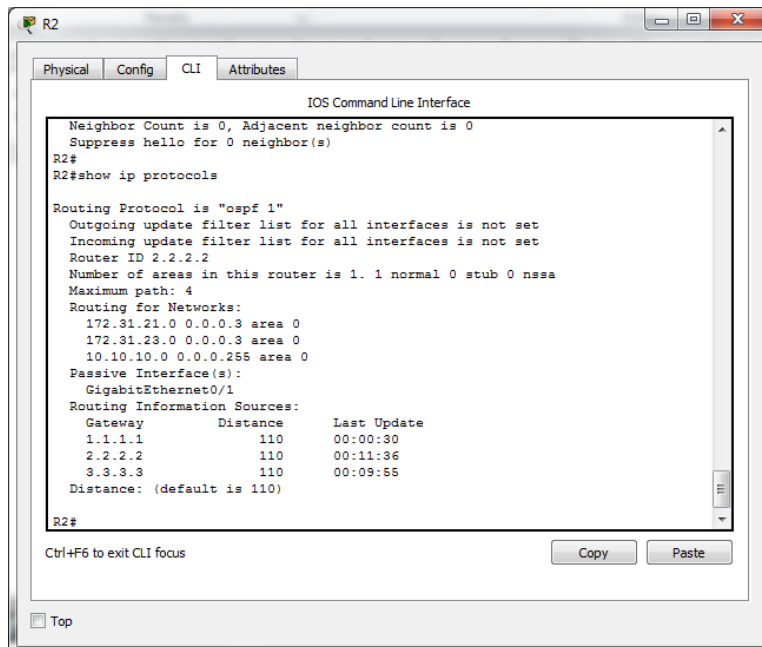 R2
Physical Config CLI Attributes
IOS Command Line Interface
Neighbor Count is 0, Adjacent neighbor count is 0
Suppress hello for 0 neighbor(s)
R2#
R2#show ip protocols
Routing Protocol is "ospf 1"
Outgoing update filter list for all interfaces is not set
Incoming update filter list for all interfaces is not set
Router ID 2.2.2.2
Number of areas in this router is 1. 1 normal 0 stub 0 nssa
Maximum path: 4
Routing for Networks:
172.31.21.0 0.0.0.3 area 0
172.31.23.0 0.0.0.3 area 0
10.10.10.0 0.0.0.255 area 0
Passive Interface(s):
GigabitEthernet0/1
Routing Information Sources:
Gateway Distance Last Update
1.1.1.1 110 00:00:30
2.2.2.2 110 00:11:36
3.3.3.3 110 00:09:55
Distance: (default is 110)
R2#
Ctrl+F6 to exit CLI focus Copy Paste
Top